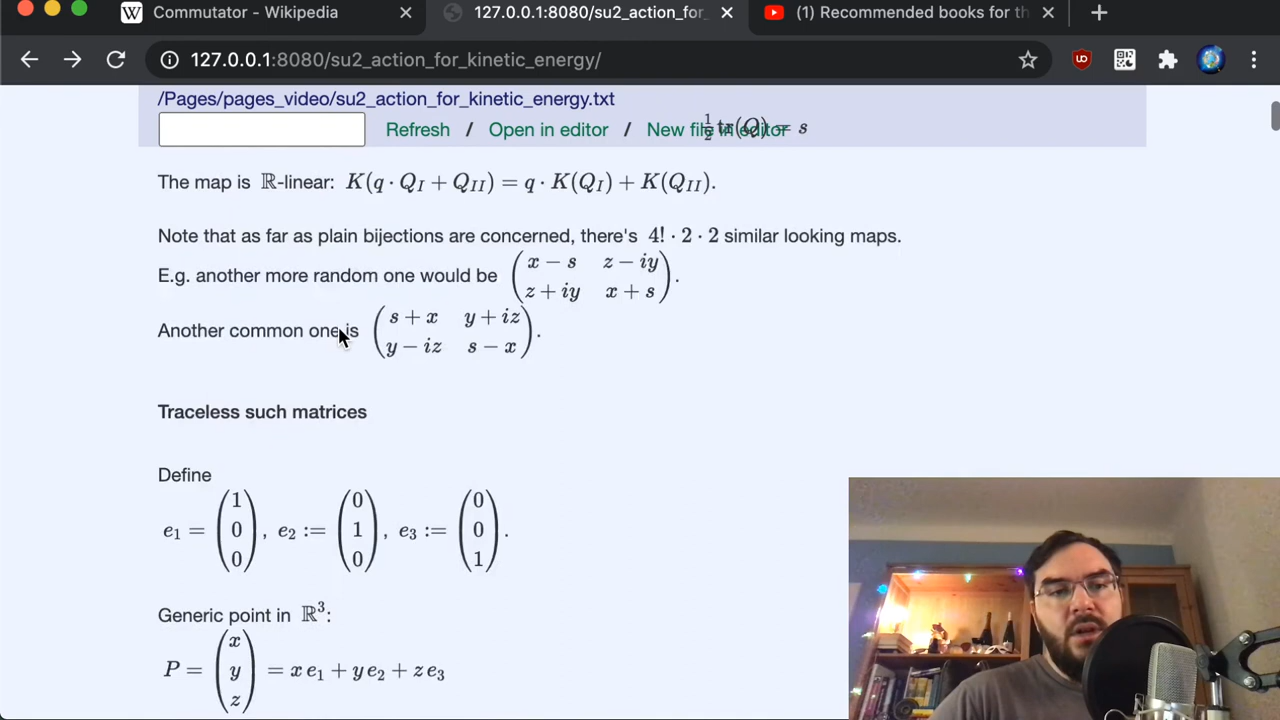 Commutator - Wikipedia
127.0.0.1:8080/su2_action_for_
(1) Recommended books for th
127.0.0.1:8080/su2_action_for_kinetic_energy/
/Pages/pages_video/su2_action_for_kinetic_energy.txt
Refresh / Open in editor / New file in editor
½ tr(Q) = s
The map is ℝ-linear: K(q · Q_I + Q_II) = q · K(Q_I) + K(Q_II).
Note that as far as plain bijections are concerned, there's 4! · 2 · 2 similar looking maps.
E.g. another more random one would be (x − s z − iy
z + iy x + s).
Another common one is (s + x y + iz
y − iz s − x).
Traceless such matrices
Define
e₁ = (1 0 0), e₂ := (0 1 0), e₃ := (0 0 1).
Generic point in ℝ³:
P = (x y z) = x e₁ + y e₂ + z e₃